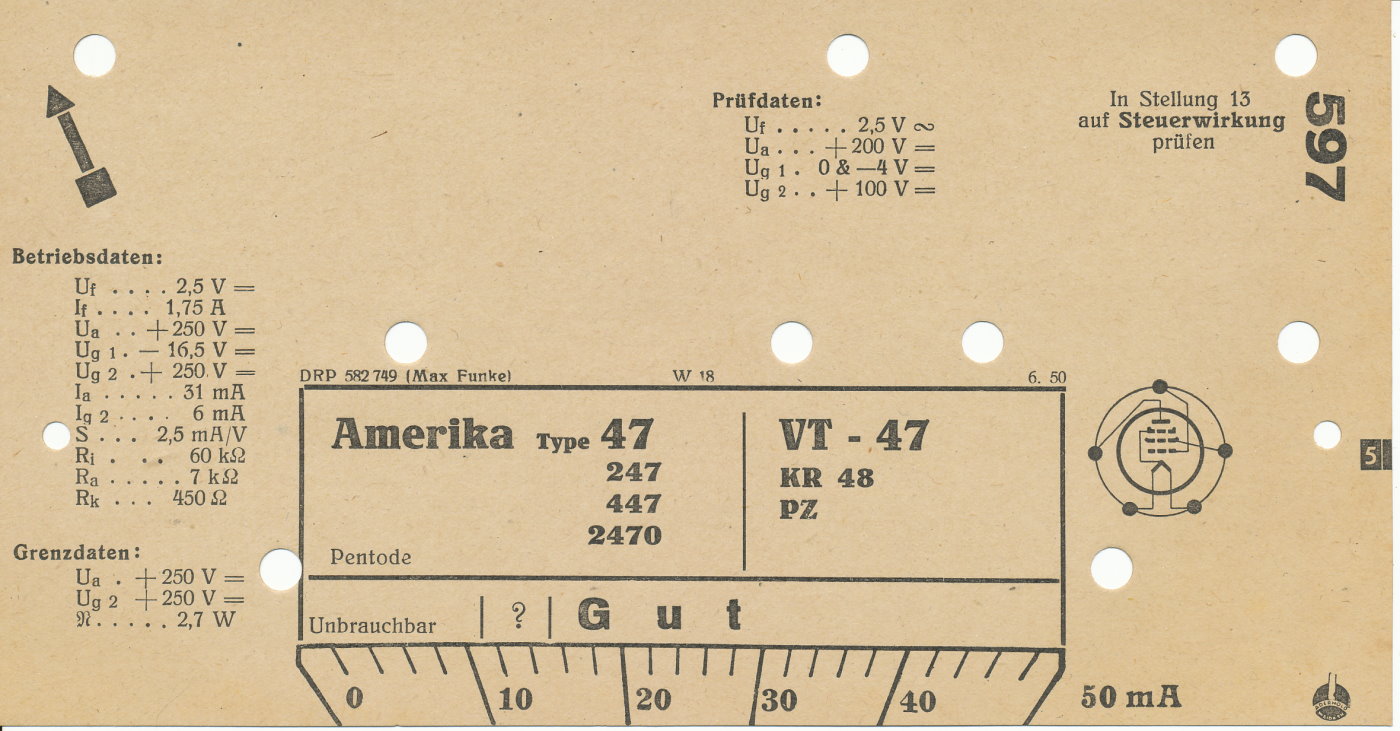 Prüfdaten:
Uf . . . . . 2,5 V ∾
Ua . . . + 200 V =
Ug 1 . 0 & —4 V =
Ug 2 . . + 100 V =
In Stellung 13
auf Steuerwirkung
prüfen
597
Betriebsdaten:
Uf . . . . 2,5 V =
If . . . . 1,75 A
Ua . . + 250 V =
Ug 1 . — 16,5 V =
Ug 2 . + 250 V =
Ia . . . . . 31 mA
Ig 2 . . . . 6 mA
S . . . 2,5 mA/V
Ri . . . 60 kΩ
Ra . . . . . 7 kΩ
Rk . . . 450 Ω
Grenzdaten:
Ua . + 250 V =
Ug 2 + 250 V =
𝔑 . . . . . 2,7 W
DRP 582 749 (Max Funke) W 18 6. 50
Amerika Type 47
247
447
2470
Pentode
VT - 47
KR 48
PZ
5
Unbrauchbar | ? | Gut
0 10 20 30 40 50 mA